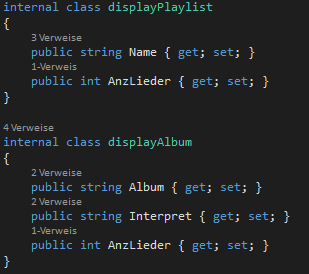 internal class displayPlaylist
{
3 Verweise
public string Name { get; set; }
1-Verweis
public int AnzLieder { get; set; }
}
4 Verweise
internal class displayAlbum
{
2 Verweise
public string Album { get; set; }
2 Verweise
public string Interpret { get; set; }
1-Verweis
public int AnzLieder { get; set; }
}